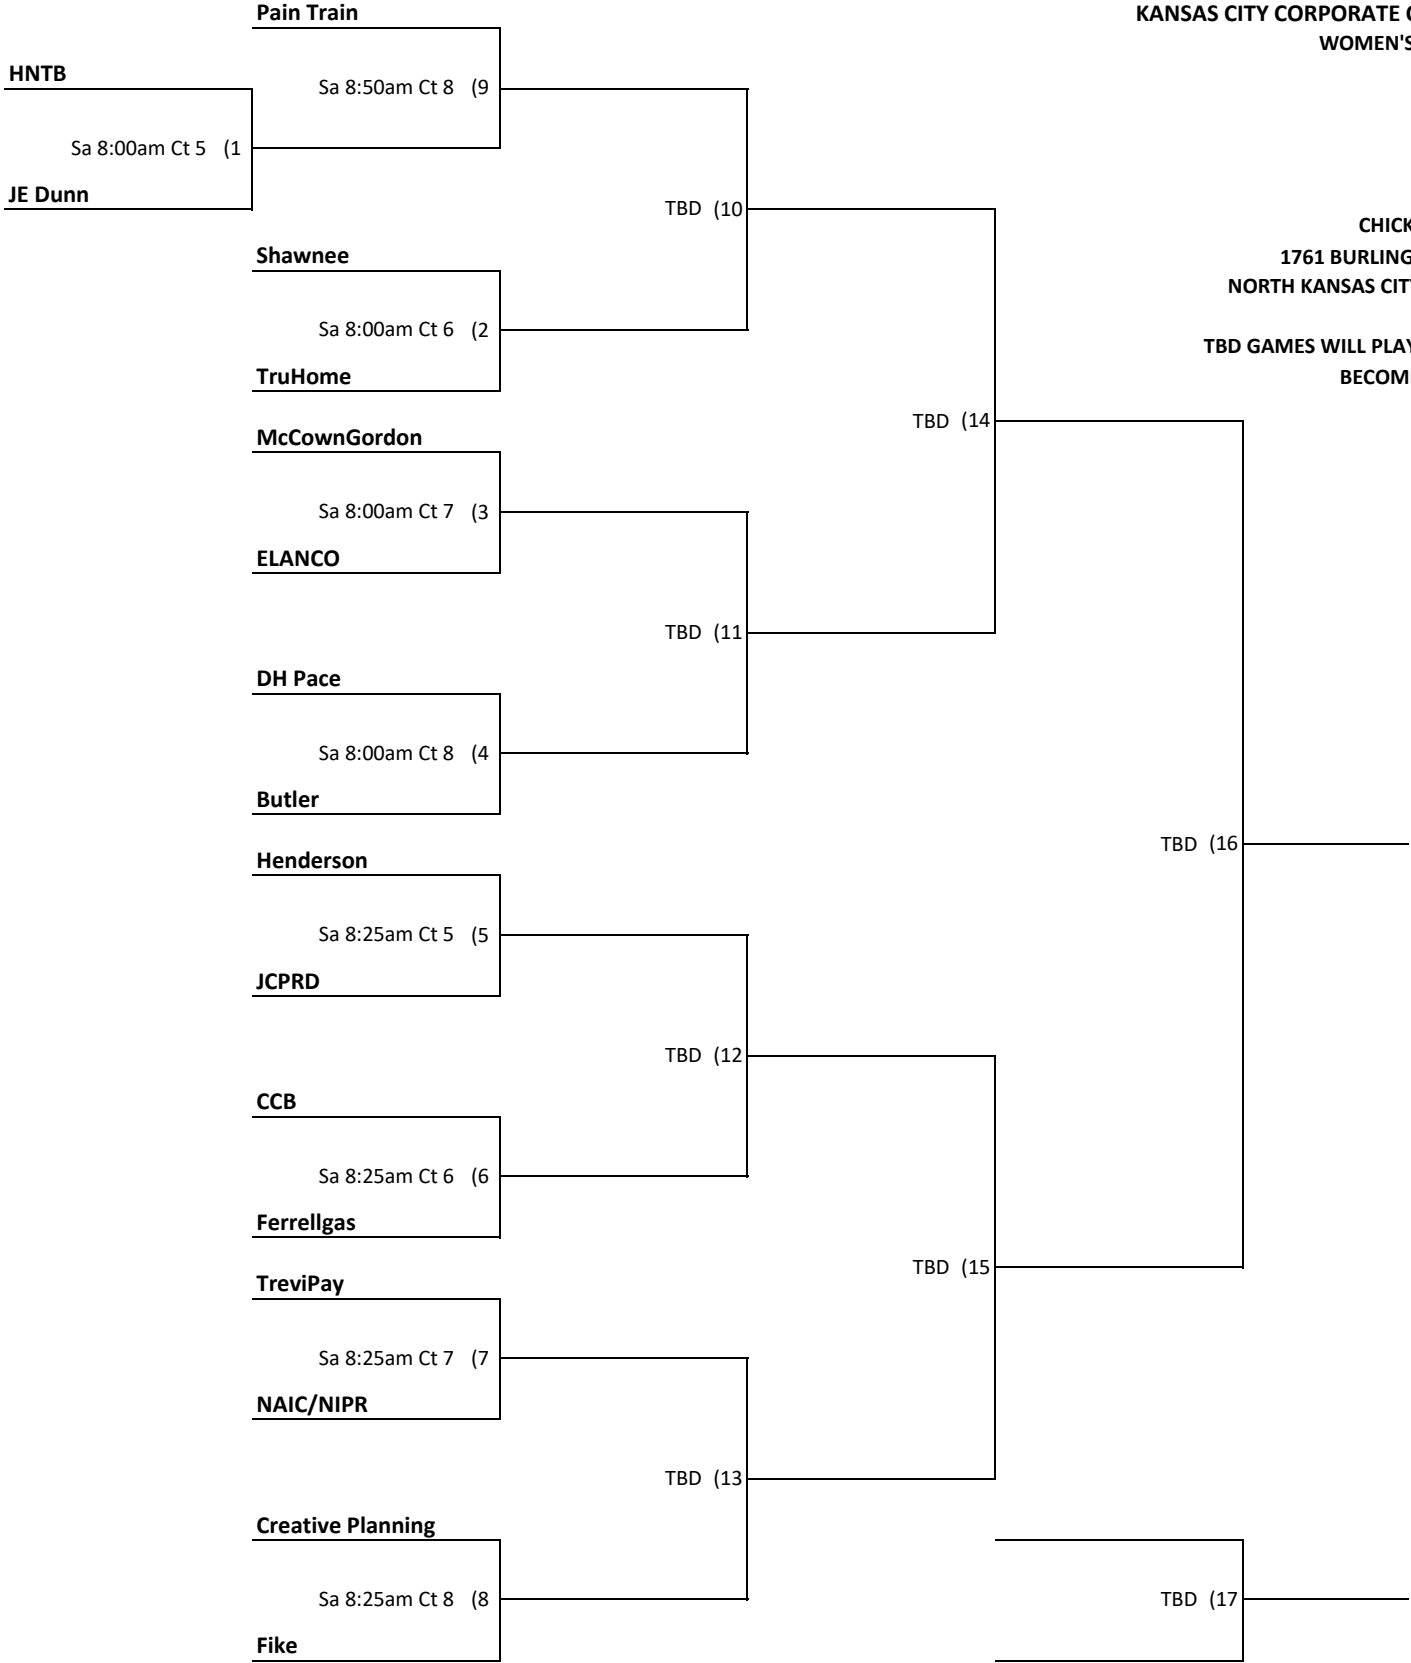 Pain Train
KANSAS CITY CORPORATE
WOMEN'S
HNTB
Sa 8:50am Ct 8 (9
Sa 8:00am Ct 5 (1
JE Dunn
TBD (10
CHICK
Shawnee
1761 BURLING
NORTH KANSAS CITY
Sa 8:00am Ct 6 (2
TBD GAMES WILL PLAY
TruHome
BECOM
TBD (14
McCownGordon
Sa 8:00am Ct 7 (3
ELANCO
TBD (11
DH Pace
Sa 8:00am Ct 8 (4
Butler
TBD (16
Henderson
Sa 8:25am Ct 5 (5
JCPRD
TBD (12
CCB
Sa 8:25am Ct 6 (6
Ferrellgas
TBD (15
TreviPay
Sa 8:25am Ct 7 (7
NAIC/NIPR
TBD (13
Creative Planning
Sa 8:25am Ct 8 (8
TBD (17
Fike